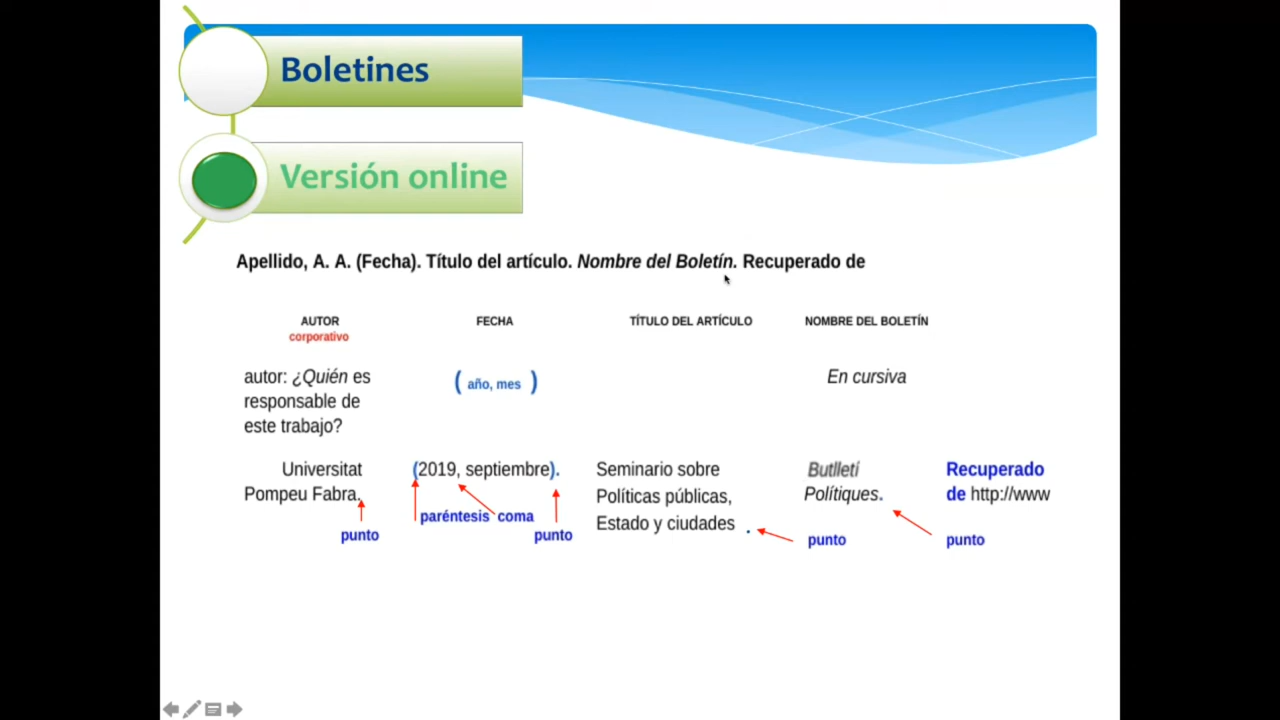 Boletines
Versión online
Apellido, A. A. (Fecha). Título del artículo. Nombre del Boletín. Recuperado de
AUTOR
corporativo
FECHA
TÍTULO DEL ARTÍCULO
NOMBRE DEL BOLETÍN
autor: ¿Quién es
responsable de
este trabajo?
( año, mes )
En cursiva
Universitat
Pompeu Fabra.
punto
(2019, septiembre).
paréntesis coma
punto
Seminario sobre
Políticas públicas,
Estado y ciudades .
punto
Butlletí
Polítiques.
punto
Recuperado
de http://www